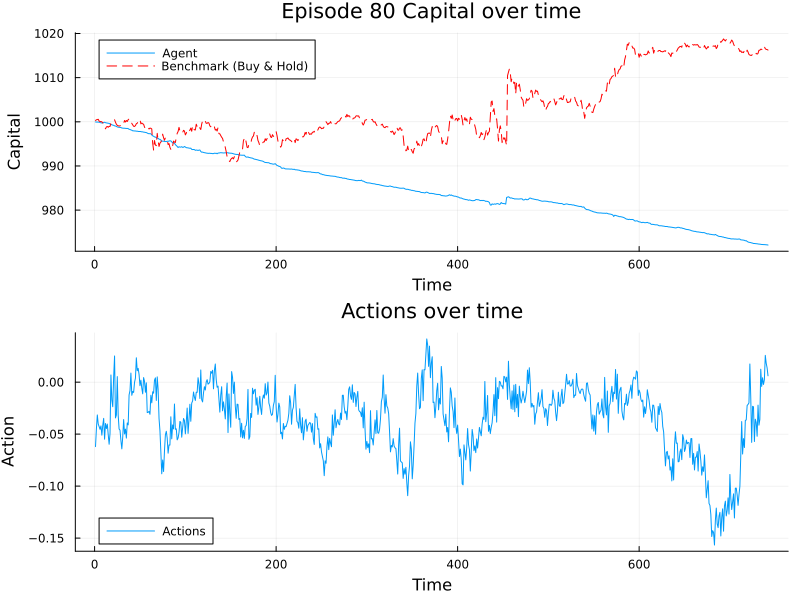 Episode 80 Capital over time
1020
1010
1000
990
980
Capital
Agent
Benchmark (Buy & Hold)
0
200
400
600
Time
Actions over time
0.00
−0.05
−0.10
−0.15
Action
Actions
0
200
400
600
Time